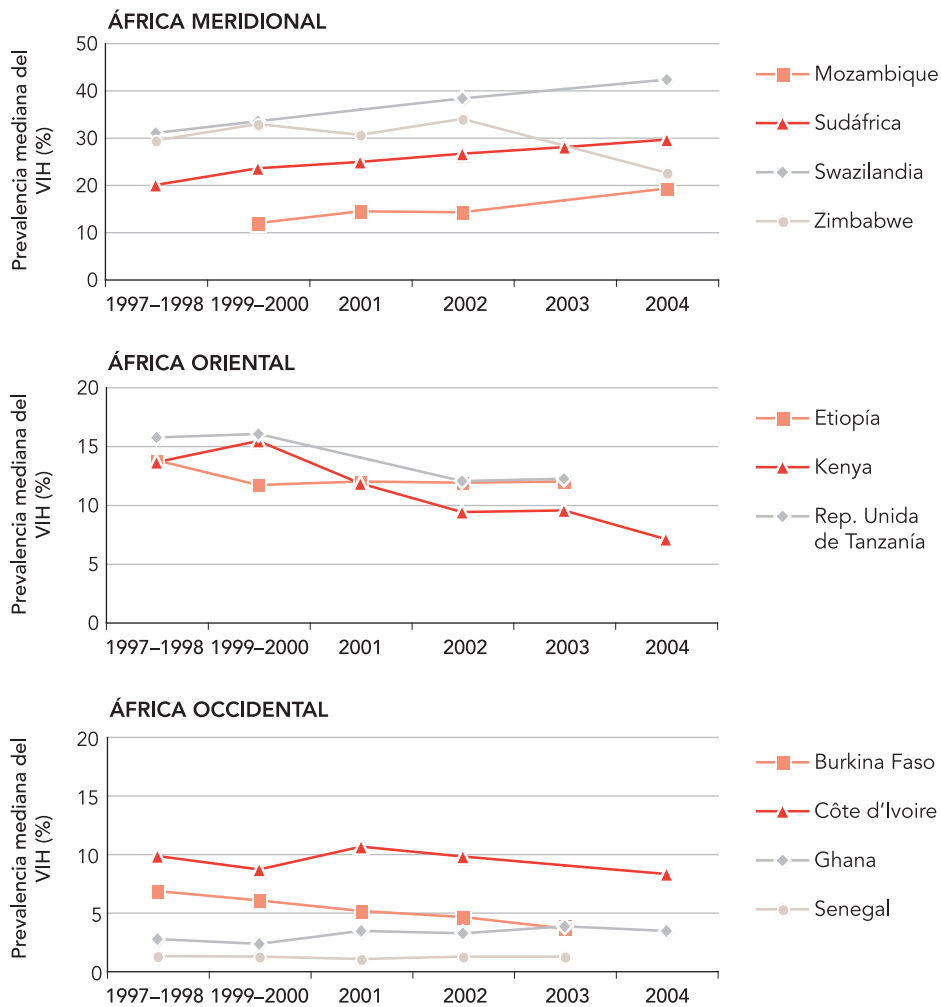 ÁFRICA MERIDIONAL
Prevalencia mediana del
VIH (%)
50
40
30
20
10
0
1997–1998 1999–2000 2001 2002 2003 2004
Mozambique
Sudáfrica
Swazilandia
Zimbabwe
ÁFRICA ORIENTAL
Prevalencia mediana del
VIH (%)
20
15
10
5
0
1997–1998 1999–2000 2001 2002 2003 2004
Etiopía
Kenya
Rep. Unida
de Tanzanía
ÁFRICA OCCIDENTAL
Prevalencia mediana del
VIH (%)
20
15
10
5
0
1997–1998 1999–2000 2001 2002 2003 2004
Burkina Faso
Côte d'Ivoire
Ghana
Senegal